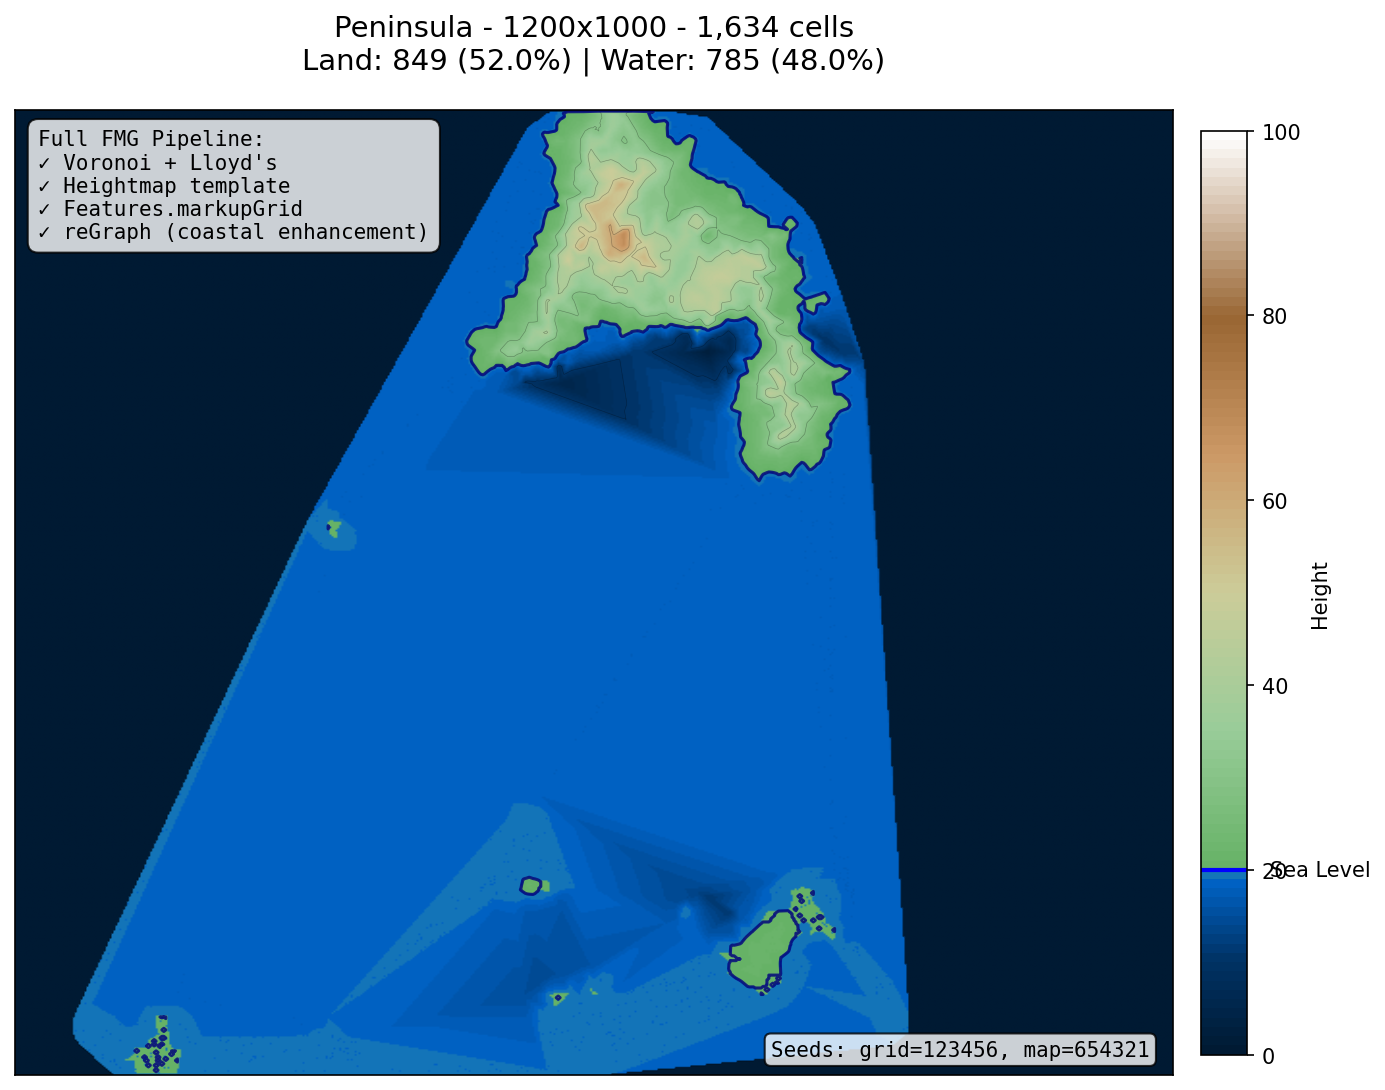 Peninsula - 1200x1000 - 1,634 cells
Land: 849 (52.0%) | Water: 785 (48.0%)
Full FMG Pipeline:
✓ Voronoi + Lloyd's
✓ Heightmap template
✓ Features.markupGrid
✓ reGraph (coastal enhancement)
100
80
60
40
20
Sea Level
0
Height
Seeds: grid=123456, map=654321